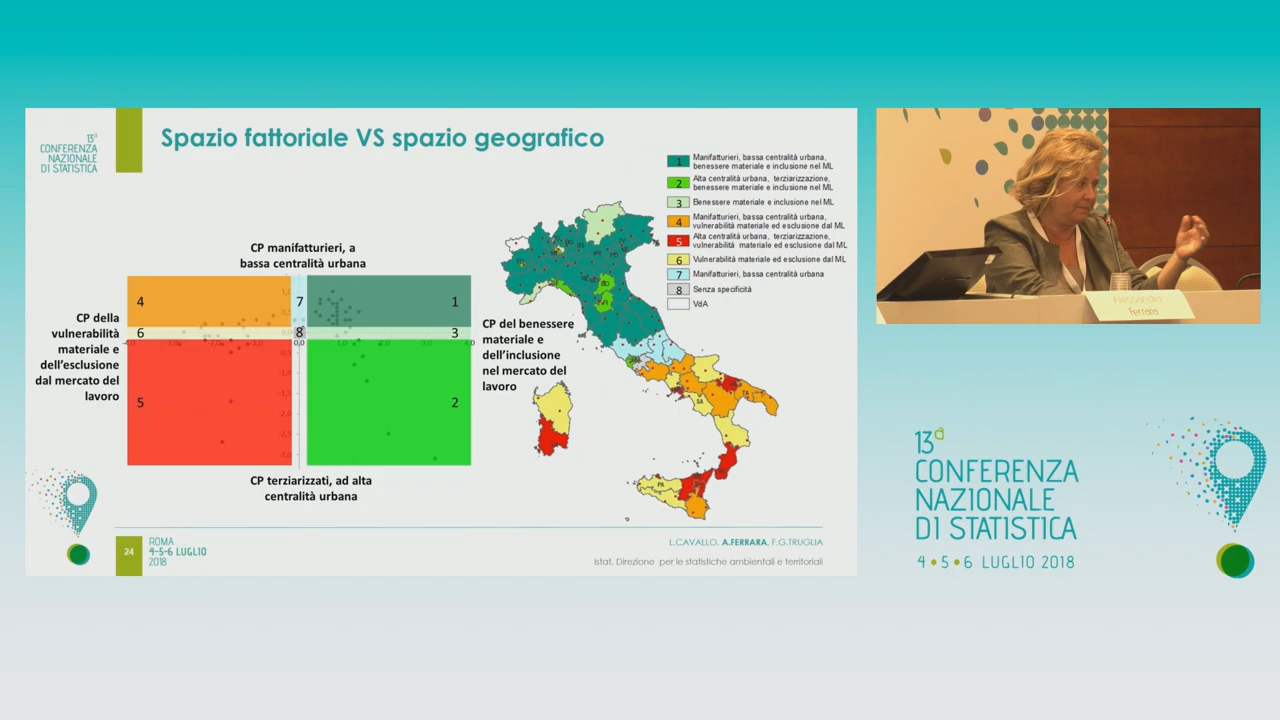 13ª
CONFERENZA
NAZIONALE
DI STATISTICA
Spazio fattoriale VS spazio geografico
1 Manifatturieri, bassa centralità urbana,
benessere materiale e inclusione nel ML
2 Alta centralità urbana, terziarizzazione,
benessere materiale e inclusione nel ML
3 Benessere materiale e inclusione nel ML
4 Manifatturieri, bassa centralità urbana,
vulnerabilità materiale ed esclusione dal ML
5 Alta centralità urbana, terziarizzazione,
vulnerabilità materiale ed esclusione dal ML
6 Vulnerabilità materiale ed esclusione dal ML
7 Manifatturieri, bassa centralità urbana
8 Senza specificità
VdA
CP manifatturieri, a
bassa centralità urbana
4
7
1
6
8
3
5
2
CP della
vulnerabilità
materiale e
dell'esclusione
dal mercato del
lavoro
CP del benessere
materiale e
dell'inclusione
nel mercato del
lavoro
CP terziarizzati, ad alta
centralità urbana
BO
SA
TA
PA
24
ROMA
4-5-6 LUGLIO
2018
L.CAVALLO, A.FERRARA, F.G.TRUGLIA
Istat. Direzione per le statistiche ambientali e territoriali
Alessandra
Ferrara
13ª
CONFERENZA
NAZIONALE
DI STATISTICA
4 • 5 • 6 LUGLIO 2018